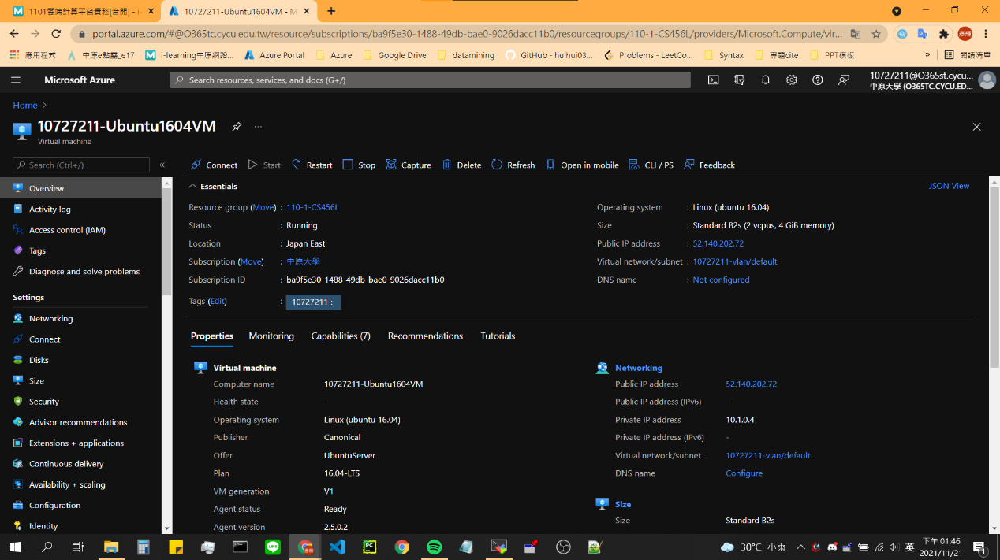 1101雲端計算平台實務[合開] - i-
10727211-Ubuntu1604VM - M
portal.azure.com/#@O365tc.cycu.edu.tw/resource/subscriptions/ba9f5e30-1488-49db-bae0-9026dacc11b0/resourcegroups/110-1-CS456L/providers/Microsoft.Compute/vir...
應用程式 中原e點靈_e17 i-learning中原網路... Azure Portal Azure Google Drive datamining GitHub - huihui03... Problems - LeetCo... Syntax 專題cite PPT模板 » 閱讀清單
Microsoft Azure
Search resources, services, and docs (G+/)
10727211@O365st.cycu...
中原大學 (O365TC.CYCU.ED...
Home
10727211-Ubuntu1604VM
Virtual machine
Search (Ctrl+/)
«
Connect Start Restart Stop Capture Delete Refresh Open in mobile CLI / PS Feedback
Overview
Activity log
Access control (IAM)
Tags
Diagnose and solve problems
Settings
Networking
Connect
Disks
Size
Security
Advisor recommendations
Extensions + applications
Continuous delivery
Availability + scaling
Configuration
Identity
Essentials
JSON View
Resource group (Move) : 110-1-CS456L
Status : Running
Location : Japan East
Subscription (Move) : 中原大學
Subscription ID : ba9f5e30-1488-49db-bae0-9026dacc11b0
Tags (Edit) : 10727211 :
Operating system : Linux (ubuntu 16.04)
Size : Standard B2s (2 vcpus, 4 GiB memory)
Public IP address : 52.140.202.72
Virtual network/subnet : 10727211-vlan/default
DNS name : Not configured
Properties Monitoring Capabilities (7) Recommendations Tutorials
Virtual machine
Computer name 10727211-Ubuntu1604VM
Health state -
Operating system Linux (ubuntu 16.04)
Publisher Canonical
Offer UbuntuServer
Plan 16.04-LTS
VM generation V1
Agent status Ready
Agent version 2.5.0.2
Networking
Public IP address 52.140.202.72
Public IP address (IPv6) -
Private IP address 10.1.0.4
Private IP address (IPv6) -
Virtual network/subnet 10727211-vlan/default
DNS name Configure
Size
Size Standard B2s
30°C 小雨
英
下午 01:46
2021/11/21
1